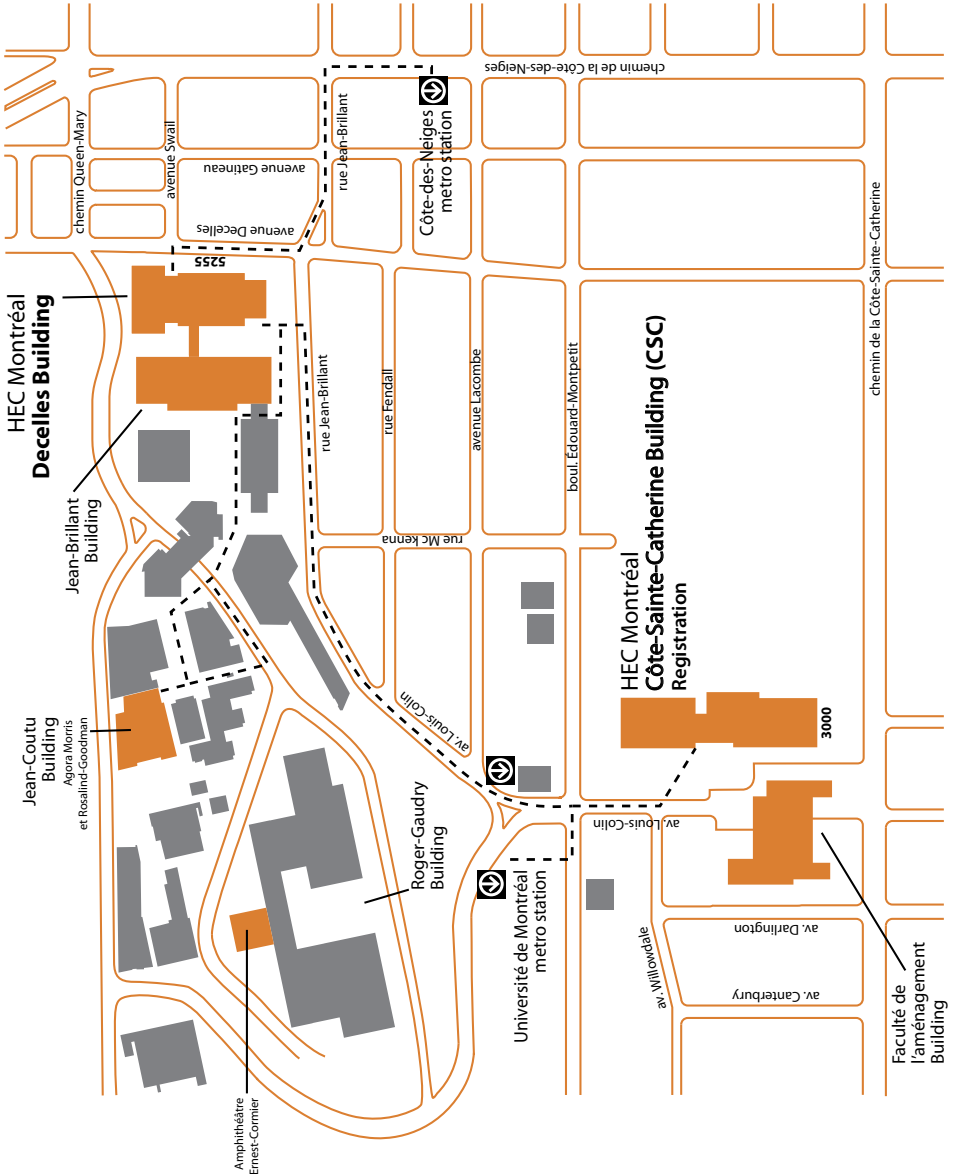 HEC Montréal
Decelles Building
Jean-Brillant
Building
Jean-Coutu
Building
Agora Morris
et Rosalind-Goodman
Amphithéâtre
Ernest-Cormier
Roger-Gaudry
Building
Université de Montréal
metro station
Côte-des-Neiges
metro station
HEC Montréal
Côte-Sainte-Catherine Building (CSC)
Registration
3000
5255
Faculté de
l'aménagement
Building
chemin Queen-Mary
avenue Swail
avenue Gatineau
avenue Decelles
rue Jean-Brillant
chemin de la Côte-des-Neiges
rue Jean-Brillant
rue Fendall
avenue Lacombe
boul. Édouard-Montpetit
rue Mc kenna
av. Louis-Colin
av. Louis-Colin
av. Willowdale
av. Darlington
av. Canterbury
chemin de la Côte-Sainte-Catherine